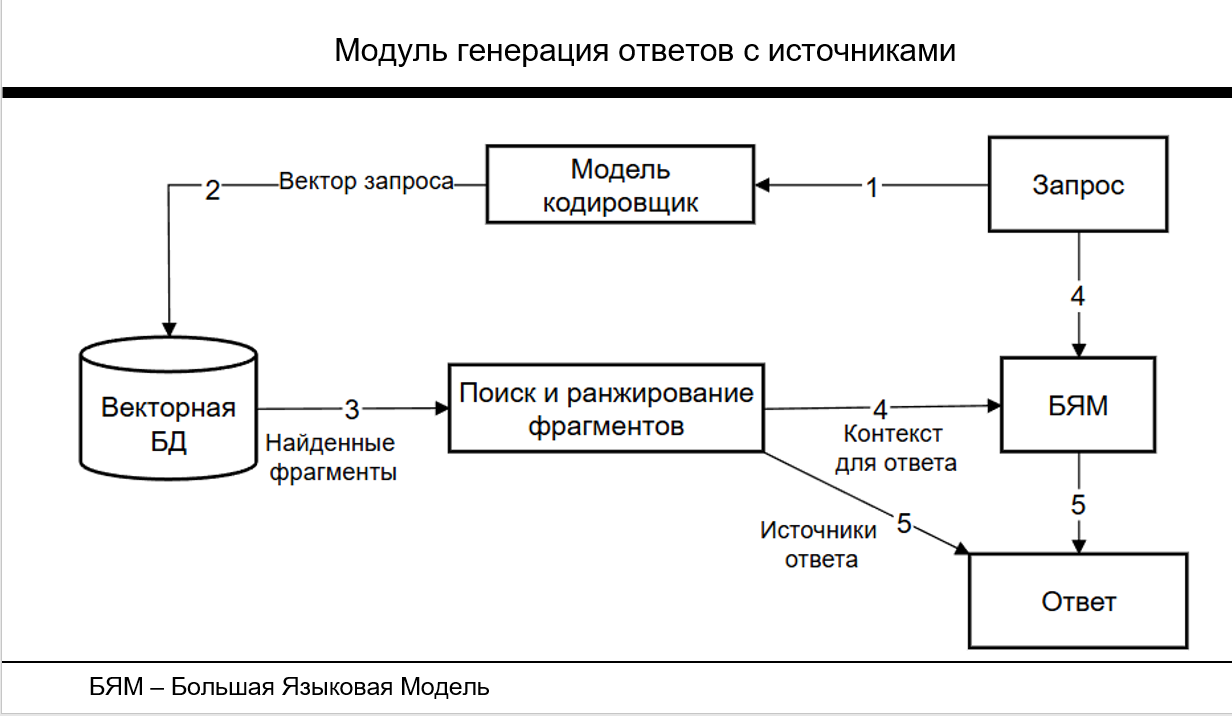 Модуль генерация ответов с источниками
Модель
кодировщик
1
Запрос
Вектор запроса
2
4
Векторная
БД
3
Найденные
фрагменты
Поиск и ранжирование
фрагментов
4
Контекст
для ответа
БЯМ
5
Источники
ответа
5
Ответ
БЯМ – Большая Языковая Модель